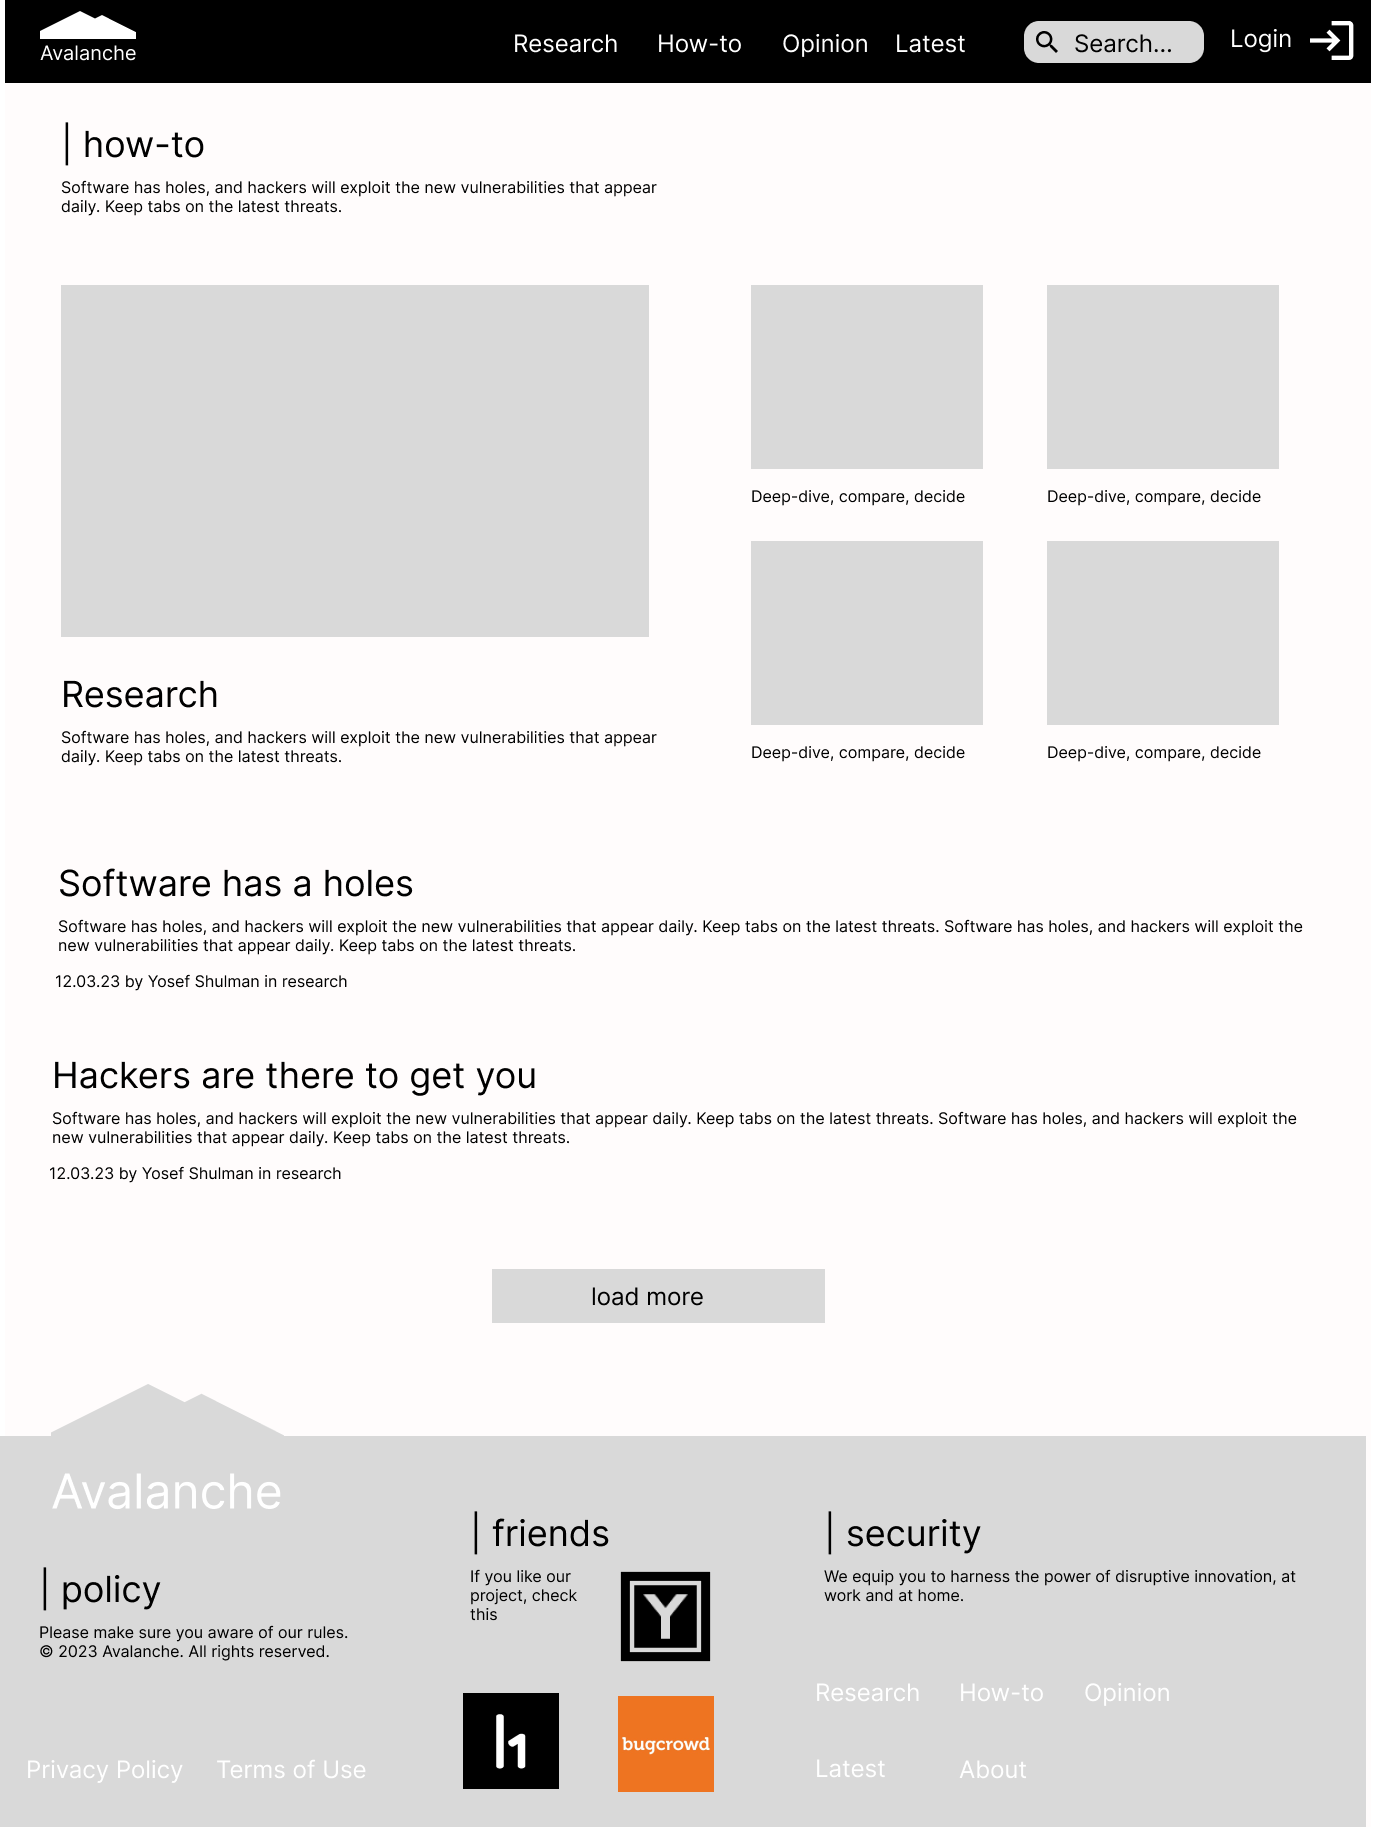 Avalanche
Research How-to Opinion Latest
Search...
Login
| how-to
Software has holes, and hackers will exploit the new vulnerabilities that appear
daily. Keep tabs on the latest threats.
Deep-dive, compare, decide
Deep-dive, compare, decide
Research
Software has holes, and hackers will exploit the new vulnerabilities that appear
daily. Keep tabs on the latest threats.
Deep-dive, compare, decide
Deep-dive, compare, decide
Software has a holes
Software has holes, and hackers will exploit the new vulnerabilities that appear daily. Keep tabs on the latest threats. Software has holes, and hackers will exploit the
new vulnerabilities that appear daily. Keep tabs on the latest threats.
12.03.23 by Yosef Shulman in research
Hackers are there to get you
Software has holes, and hackers will exploit the new vulnerabilities that appear daily. Keep tabs on the latest threats. Software has holes, and hackers will exploit the
new vulnerabilities that appear daily. Keep tabs on the latest threats.
12.03.23 by Yosef Shulman in research
load more
Avalanche
| policy
Please make sure you aware of our rules.
© 2023 Avalanche. All rights reserved.
Privacy Policy Terms of Use
| friends
If you like our
project, check
this
Y
h1
bugcrowd
| security
We equip you to harness the power of disruptive innovation, at
work and at home.
Research How-to Opinion
Latest About